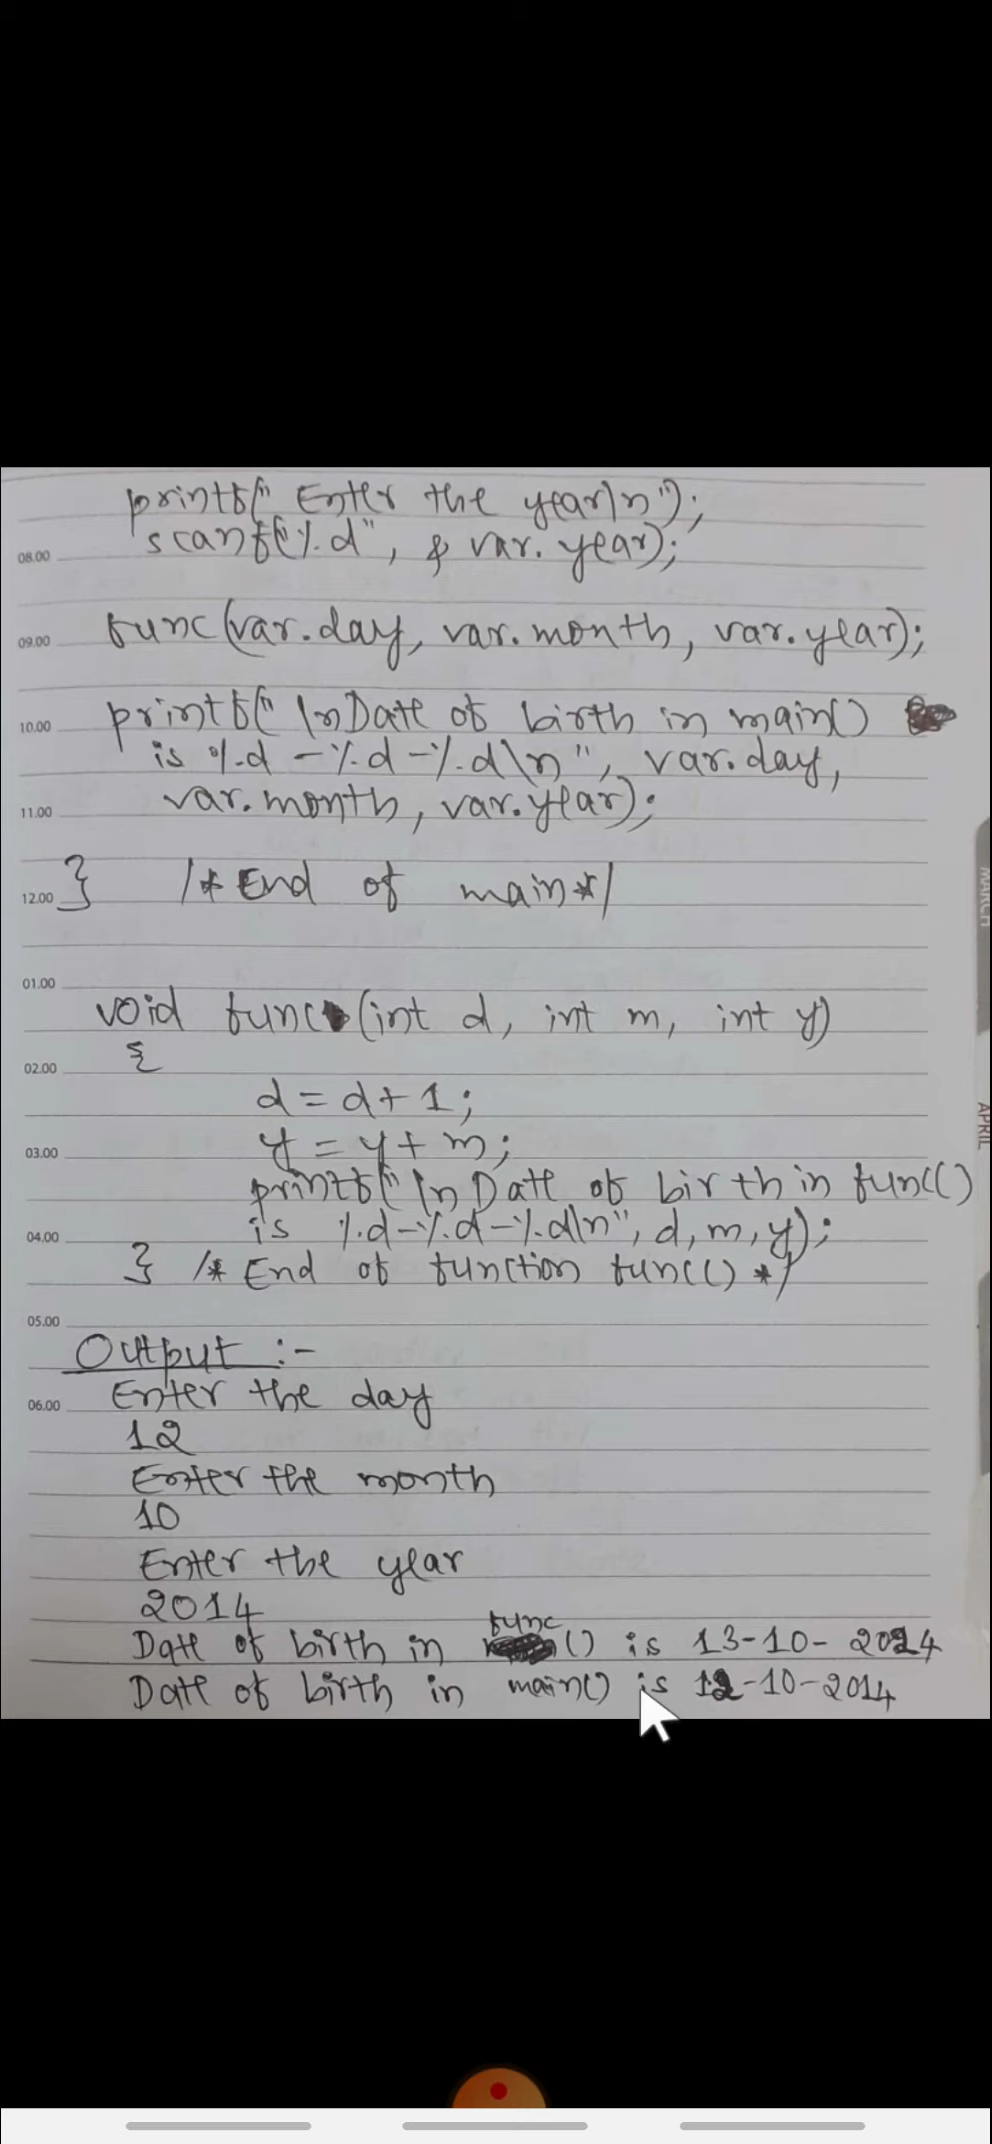 printf(" Enter the year\n");
08.00 scanf("%d", & var. year);
09.00 func(var.day, var.month, var.year);
10.00 printf(" \nDate of birth in main()
is %d -%d -%d\n", var.day,
11.00 var.month, var.year);
12.00 } /* End of main*/
01.00
void func (int d, int m, int y)
02.00 {
d = d + 1;
03.00 y = y + m;
printf(" \n Date of birth in func()
04.00 is %d-%d-%d\n", d, m, y);
} /* End of function func() */
05.00
Output :-
06.00 Enter the day
12
Enter the month
10
Enter the year
2014
Date of birth in func() is 13-10- 2024
Date of birth in main() is 12-10-2014
MARCH
APRIL